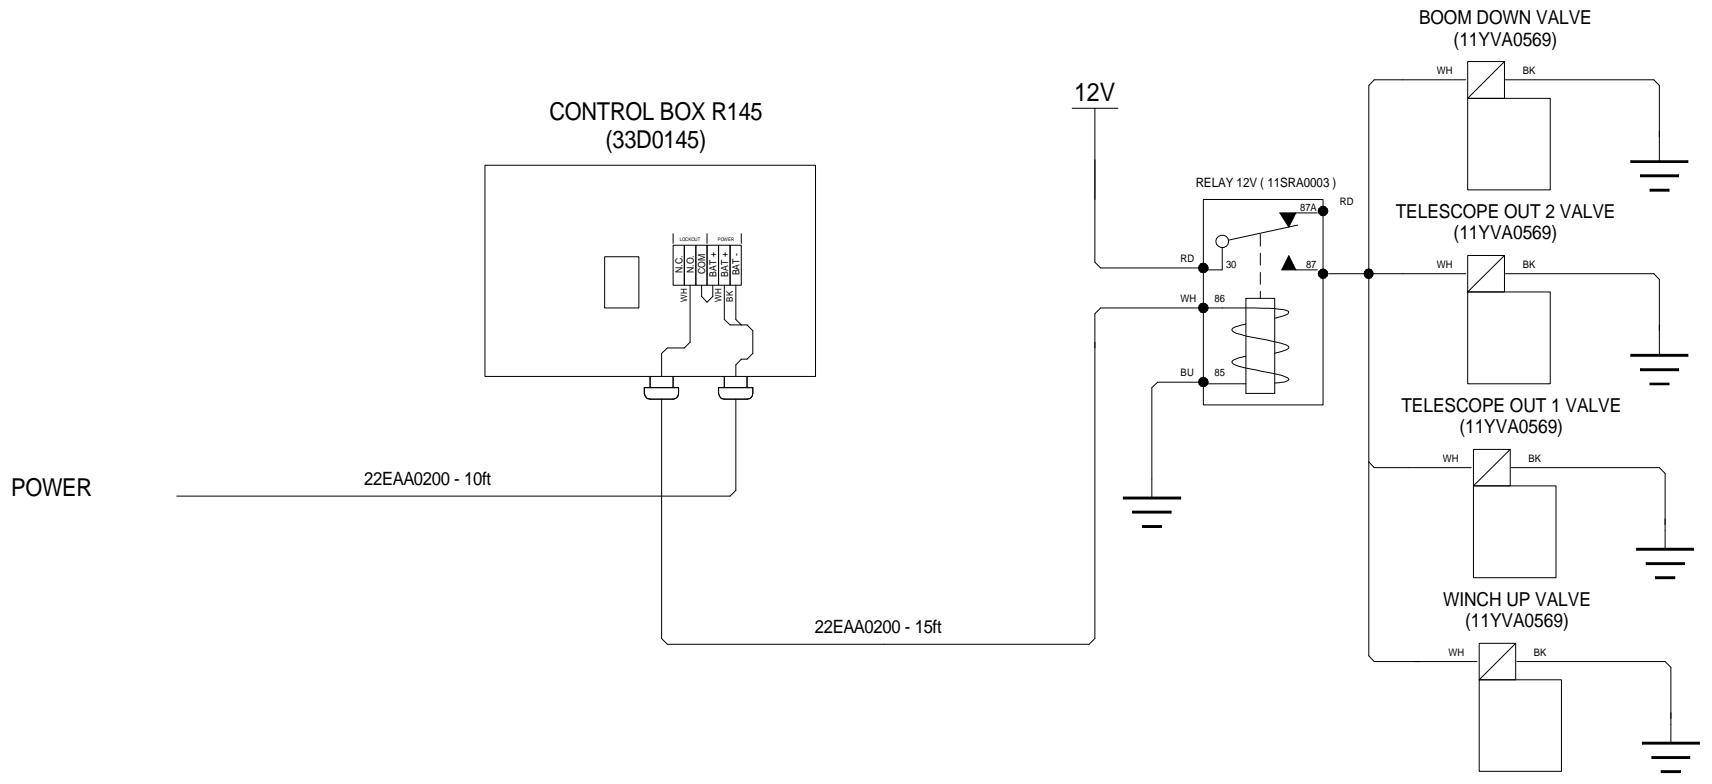 BOOM DOWN VALVE
(11YVA0569)
WH
BK
12V
CONTROL BOX R145
(33D0145)
RELAY 12V ( 11SRA0003 )
87A
RD
TELESCOPE OUT 2 VALVE
(11YVA0569)
LOCKOUT
POWER
N.C.
N.O.
COM
BAT +
BAT +
BAT -
WH
WH
BK
RD
30
87
WH
BK
WH
86
BU
85
TELESCOPE OUT 1 VALVE
(11YVA0569)
WH
BK
POWER
22EAA0200 - 10ft
WINCH UP VALVE
(11YVA0569)
22EAA0200 - 15ft
WH
BK